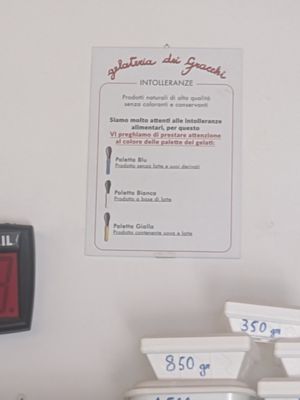 gelateria dei Gracchi
INTOLLERANZE
Prodotti naturali di alta qualità
senza coloranti e conservanti
Siamo molto attenti alle intolleranze
alimentari, per questo
Vi preghiamo di prestare attenzione
al colore delle palette dei gelati:
Paletta Blu
Prodotto senza latte e suoi derivati
Paletta Bianca
Prodotto a base di latte
Paletta Gialla
Prodotto contenente uova e latte
350 gr
850 gr